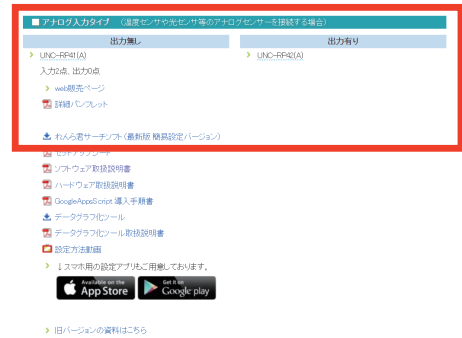 ■ アナログ入力タイプ （温度センサや光センサ等のアナログセンサーを接続する場合）
出力無し
出力有り
UNC-RP41(A)
UNC-RP42(A)
入力2点、出力0点
web販売ページ
詳細パンフレット
れんら君サーチソフト（最新版 簡易設定バージョン）
セットアップシート
ソフトウェア取扱説明書
ハードウェア取扱説明書
GoogleAppsScript 導入手順書
データグラフ化ツール
データグラフ化ツール取扱説明書
設定方法動画
↓スマホ用の設定アプリもご用意しております。
Available on the
App Store
Get it on
Google play
旧バージョンの資料はこちら